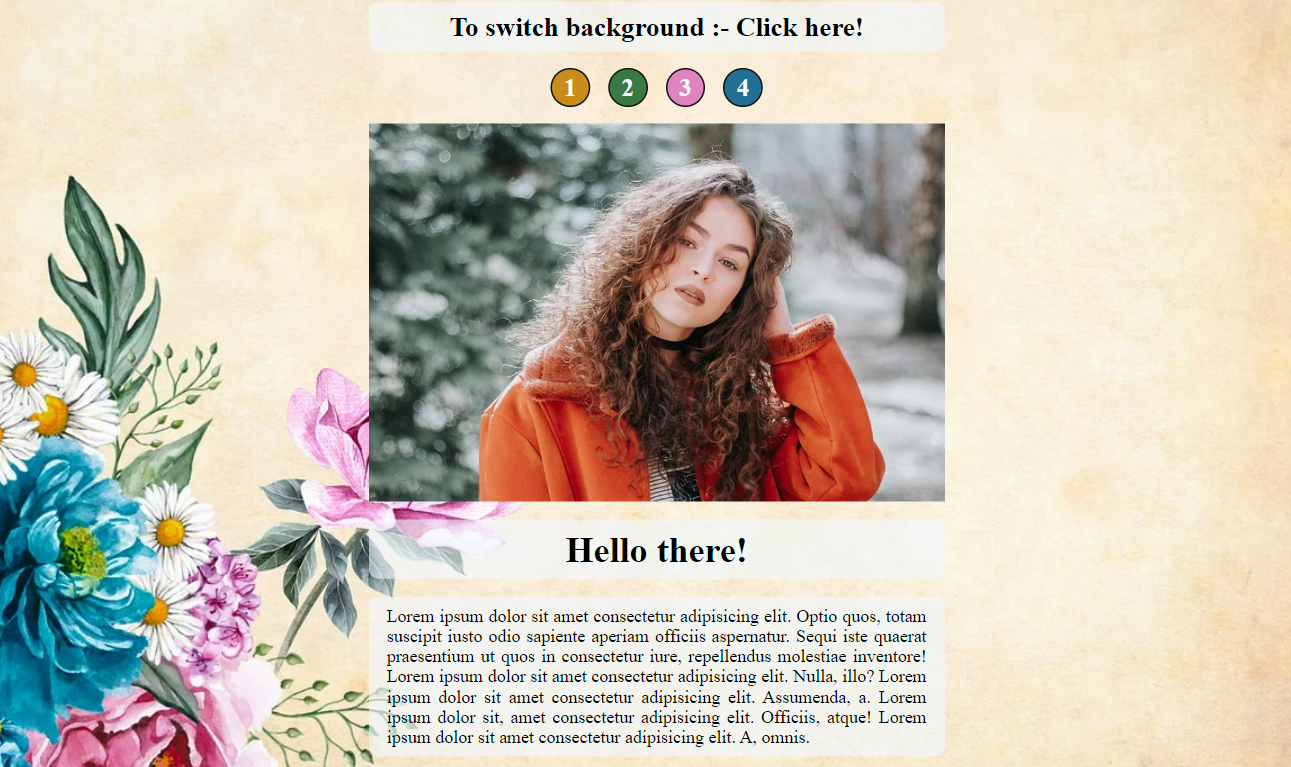 To switch background :- Click here!
1 2 3 4
Hello there!
Lorem ipsum dolor sit amet consectetur adipisicing elit. Optio quos, totam
suscipit iusto odio sapiente aperiam officiis aspernatur. Sequi iste quaerat
praesentium ut quos in consectetur iure, repellendus molestiae inventore!
Lorem ipsum dolor sit amet consectetur adipisicing elit. Nulla, illo? Lorem
ipsum dolor sit amet consectetur adipisicing elit. Assumenda, a. Lorem
ipsum dolor sit, amet consectetur adipisicing elit. Officiis, atque! Lorem
ipsum dolor sit amet consectetur adipisicing elit. A, omnis.